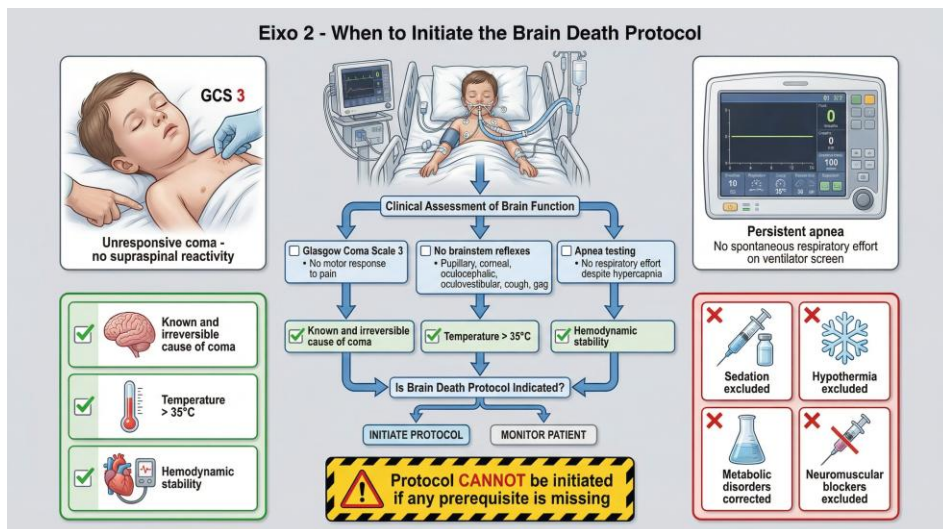 Eixo 2 - When to Initiate the Brain Death Protocol
GCS 3
Unresponsive coma -
no supraspinal reactivity
Clinical Assessment of Brain Function
Glasgow Coma Scale 3
• No motor response
to pain
No brainstem reflexes
• Pupillary, corneal,
oculocephalic,
oculovestibular, cough, gag
Apnea testing
• No respiratory effort
despite hypercapnia
Known and irreversible
cause of coma
Temperature > 35°C
Hemodynamic
stability
Is Brain Death Protocol Indicated?
INITIATE PROTOCOL
MONITOR PATIENT
Protocol CANNOT be initiated
if any prerequisite is missing
0
0
100
10
Persistent apnea
No spontaneous respiratory effort
on ventilator screen
Known and
irreversible
cause of coma
Temperature
> 35°C
Hemodynamic
stability
Sedation
excluded
Hypothermia
excluded
Metabolic
disorders
corrected
Neuromuscular
blockers
excluded